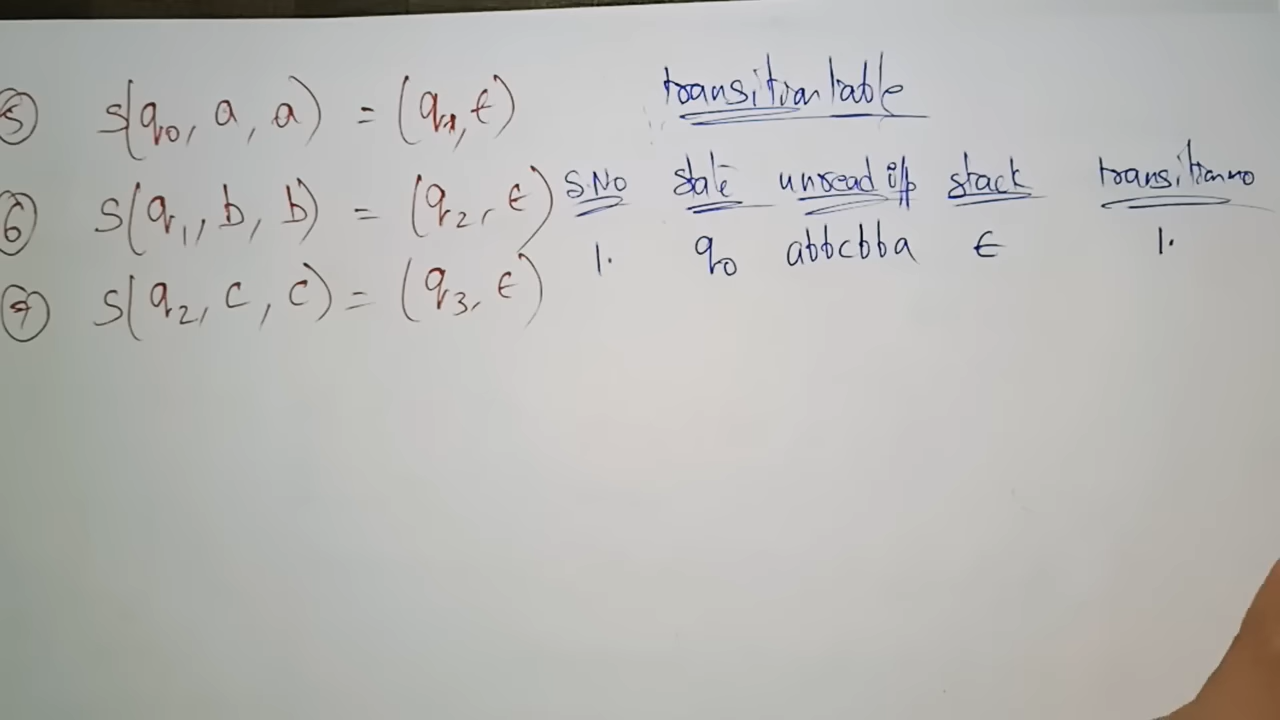 ⑤ δ(q₀, a, a) = (q₁, ε)
⑥ δ(q₁, b, b) = (q₂, ε)
⑦ δ(q₂, c, c) = (q₃, ε)
transition table
S.No state unread i/p stack transition no
1. q₀ abbcbba ε 1.